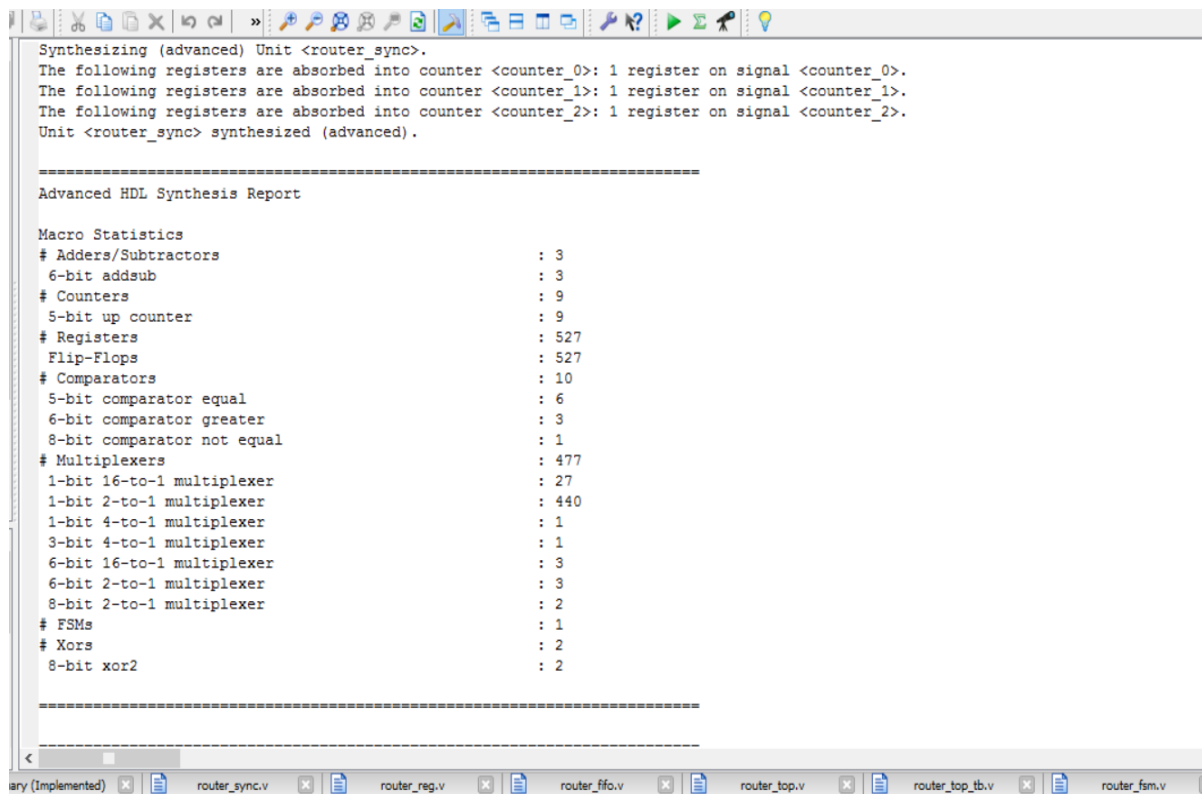 »
Synthesizing (advanced) Unit <router_sync>.
The following registers are absorbed into counter <counter_0>: 1 register on signal <counter_0>.
The following registers are absorbed into counter <counter_1>: 1 register on signal <counter_1>.
The following registers are absorbed into counter <counter_2>: 1 register on signal <counter_2>.
Unit <router_sync> synthesized (advanced).
=========================================================================
Advanced HDL Synthesis Report
Macro Statistics
# Adders/Subtractors : 3
6-bit addsub : 3
# Counters : 9
5-bit up counter : 9
# Registers : 527
Flip-Flops : 527
# Comparators : 10
5-bit comparator equal : 6
6-bit comparator greater : 3
8-bit comparator not equal : 1
# Multiplexers : 477
1-bit 16-to-1 multiplexer : 27
1-bit 2-to-1 multiplexer : 440
1-bit 4-to-1 multiplexer : 1
3-bit 4-to-1 multiplexer : 1
6-bit 16-to-1 multiplexer : 3
6-bit 2-to-1 multiplexer : 3
8-bit 2-to-1 multiplexer : 2
# FSMs : 1
# Xors : 2
8-bit xor2 : 2
=========================================================================
=========================================================================
ary (Implemented) router_sync.v router_reg.v router_fifo.v router_top.v router_top_tb.v router_fsm.v